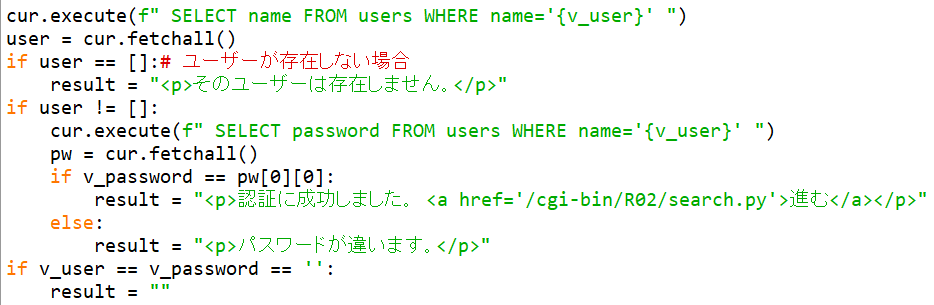 cur.execute(f" SELECT name FROM users WHERE name='{v_user}' ")
user = cur.fetchall()
if user == []:# ユーザーが存在しない場合
    result = "<p>そのユーザーは存在しません。</p>"
if user != []:
    cur.execute(f" SELECT password FROM users WHERE name='{v_user}' ")
    pw = cur.fetchall()
    if v_password == pw[0][0]:
        result = "<p>認証に成功しました。 <a href='/cgi-bin/R02/search.py'>進む</a></p>"
    else:
        result = "<p>パスワードが違います。</p>"
if v_user == v_password == '':
    result = ""